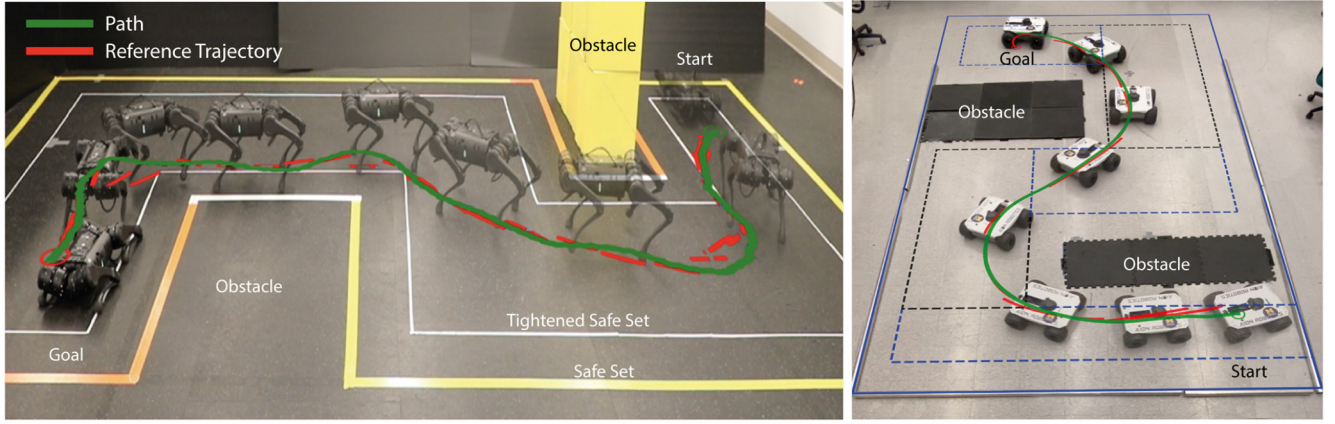 Path
Reference Trajectory
Obstacle
Start
Obstacle
Tightened Safe Set
Goal
Safe Set
Goal
Obstacle
Obstacle
Start